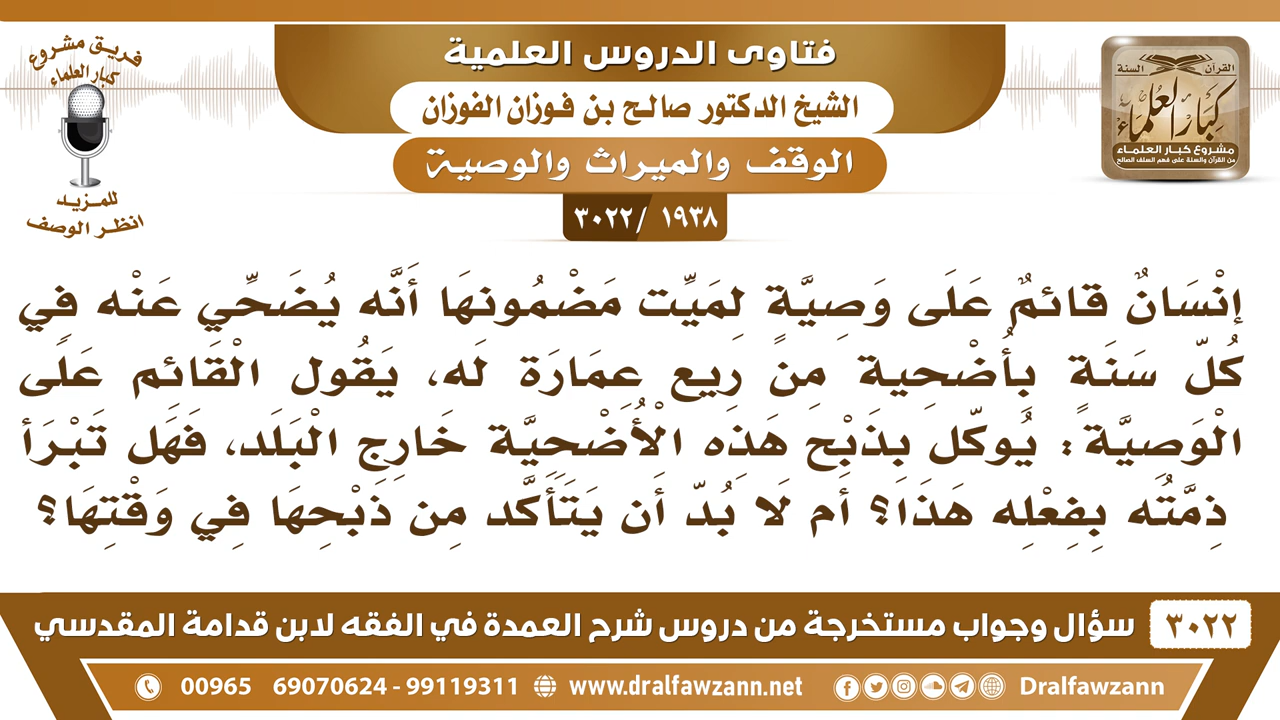 فتاوى الدروس العلمية
الشيخ الدكتور صالح بن فوزان الفوزان
الوقف والميراث والوصية
١٩٣٨ /٣٠٢٢
فريق مشروع
كبار العلماء
للمزيد
انظر الوصف
القرآن السنة
كبار العلماء
مشروع كبار العلماء
من القرآن والسنة على فهم السلف الصالح
إِنْسَانٌ قَائِمٌ عَلَى وَصِيَّةٍ لِمَيِّت مَضْمُونهَا أَنَّه يُضَحِّي عَنْه فِي
كُلّ سَنَةٍ بِأُضْحِية مِن رِيع عمَارَة لَه، يَقُول الْقَائِم عَلَى
الْوَصِيَّة: يُوكّل بِذَبْح هَذِه الْأُضْحِيَّة خَارِج الْبَلَد، فَهَل تَبْرَأ
ذِمَّتُه بِفِعْلِه هَذَا؟ أم لَا بُدّ أَن يَتَأَكَّد مِن ذَبْحِهَا فِي وَقْتِهَا؟
٣٠٢٢ سؤال وجواب مستخرجة من دروس شرح العمدة في الفقه لابن قدامة المقدسي
00965 69070624 - 99119311 www.dralfawzann.net Dralfawzann